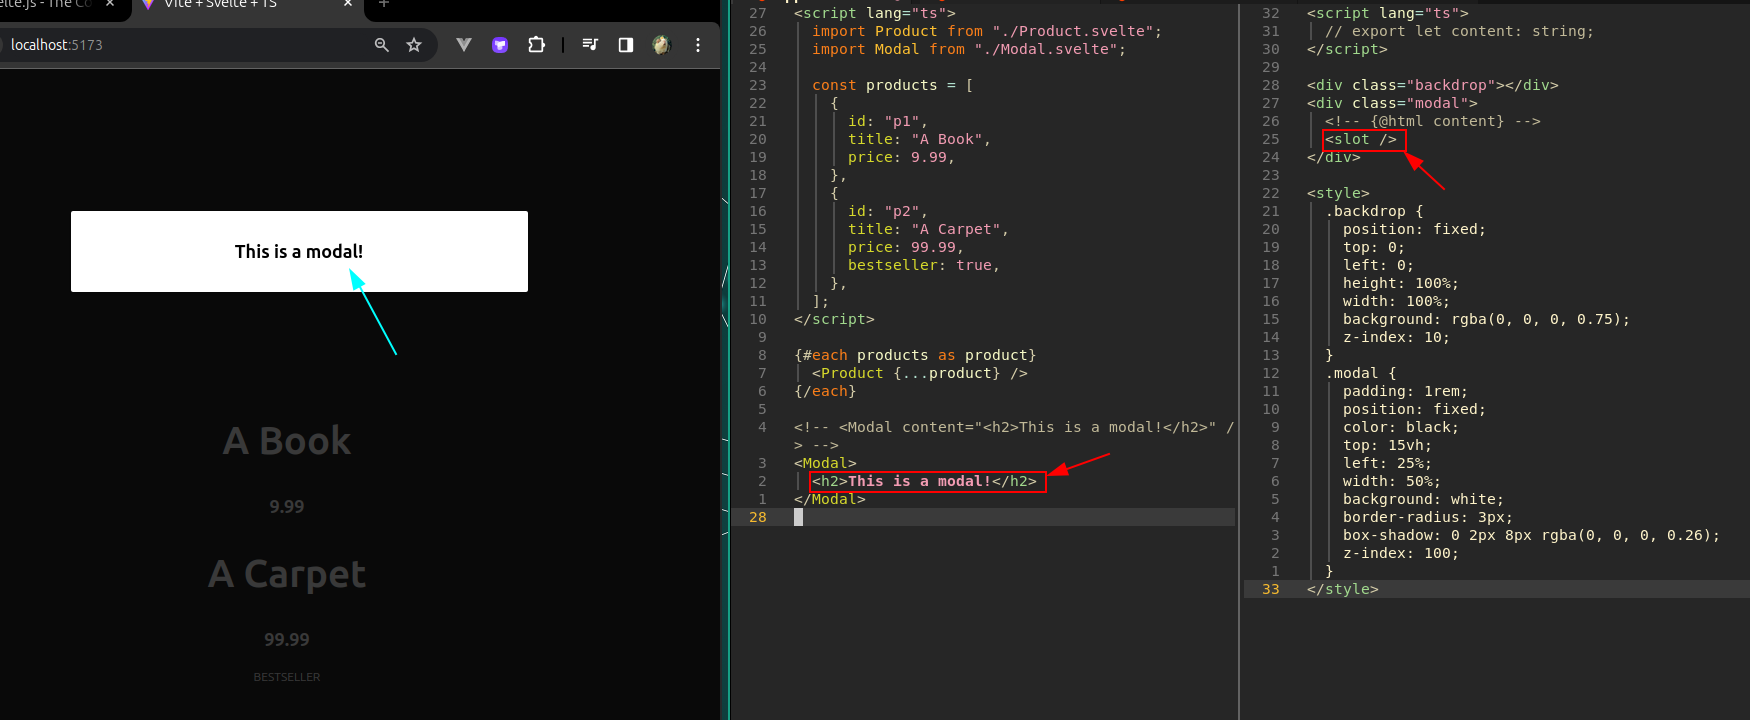 Vite + Svelte + TS
localhost:5173
This is a modal!
A Book
9.99
A Carpet
99.99
BESTSELLER
27 <script lang="ts">
26 import Product from "./Product.svelte";
25 import Modal from "./Modal.svelte";
24
23 const products = [
22 {
21 id: "p1",
20 title: "A Book",
19 price: 9.99,
18 },
17 {
16 id: "p2",
15 title: "A Carpet",
14 price: 99.99,
13 bestseller: true,
12 },
11 ];
10 </script>
9
8 {#each products as product}
7 <Product {...product} />
6 {/each}
5
4 <!-- <Modal content="<h2>This is a modal!</h2>" /
> -->
3 <Modal>
2 <h2>This is a modal!</h2>
1 </Modal>
28
32 <script lang="ts">
31 // export let content: string;
30 </script>
29
28 <div class="backdrop"></div>
27 <div class="modal">
26 <!-- {@html content} -->
25 <slot />
24 </div>
23
22 <style>
21 .backdrop {
20 position: fixed;
19 top: 0;
18 left: 0;
17 height: 100%;
16 width: 100%;
15 background: rgba(0, 0, 0, 0.75);
14 z-index: 10;
13 }
12 .modal {
11 padding: 1rem;
10 position: fixed;
9 color: black;
8 top: 15vh;
7 left: 25%;
6 width: 50%;
5 background: white;
4 border-radius: 3px;
3 box-shadow: 0 2px 8px rgba(0, 0, 0, 0.26);
2 z-index: 100;
1 }
33 </style>